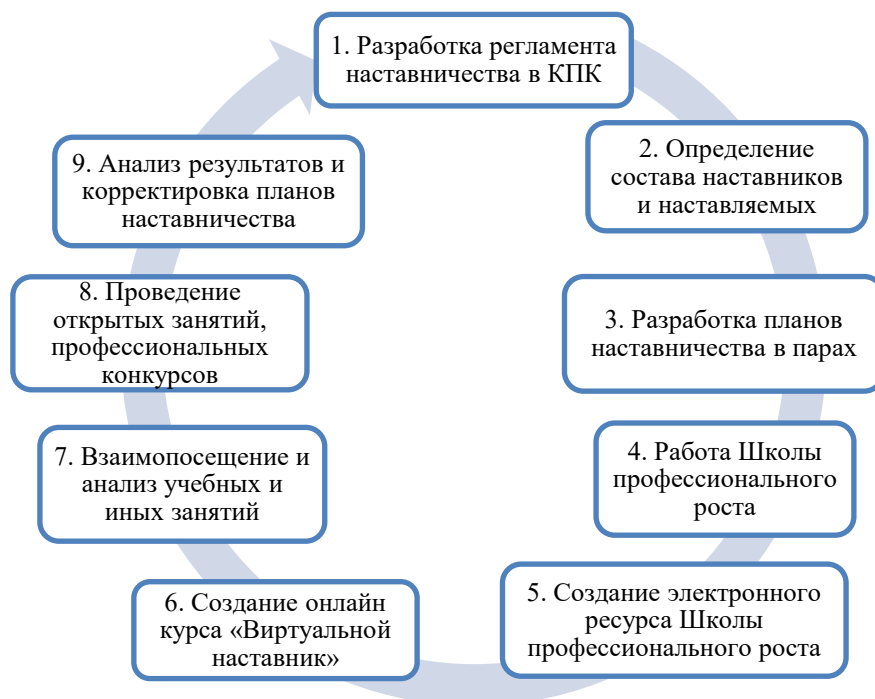 1. Разработка регламента
наставничества в КПК
2. Определение
состава наставников
и наставляемых
3. Разработка планов
наставничества в парах
4. Работа Школы
профессионального
роста
5. Создание электронного
ресурса Школы
профессионального роста
6. Создание онлайн
курса «Виртуальной
наставник»
7. Взаимопосещение и
анализ учебных и
иных занятий
8. Проведение
открытых занятий,
профессиональных
конкурсов
9. Анализ результатов и
корректировка планов
наставничества